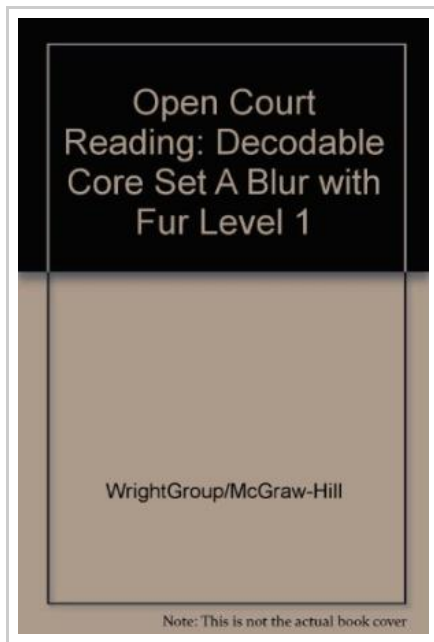 Open Court
Reading: Decodable
Core Set A Blur with
Fur Level 1
WrightGroup/McGraw-Hill
Note: This is not the actual book cover